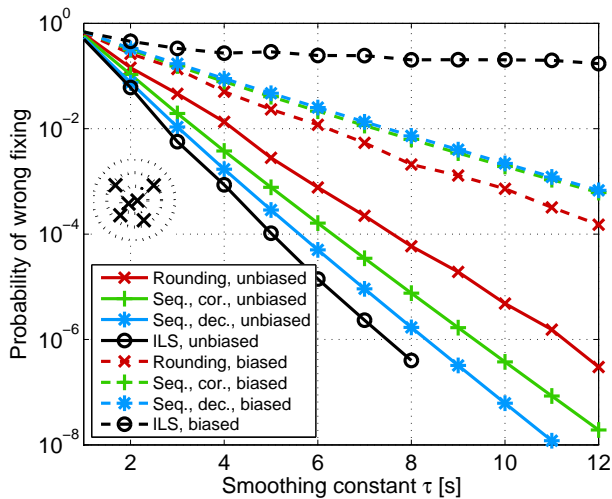 Probability of wrong fixing
10^0
10^-2
10^-4
10^-6
10^-8
Rounding, unbiased
Seq., cor., unbiased
Seq., dec., unbiased
ILS, unbiased
Rounding, biased
Seq., cor., biased
Seq., dec., biased
ILS, biased
2 4 6 8 10 12
Smoothing constant τ [s]